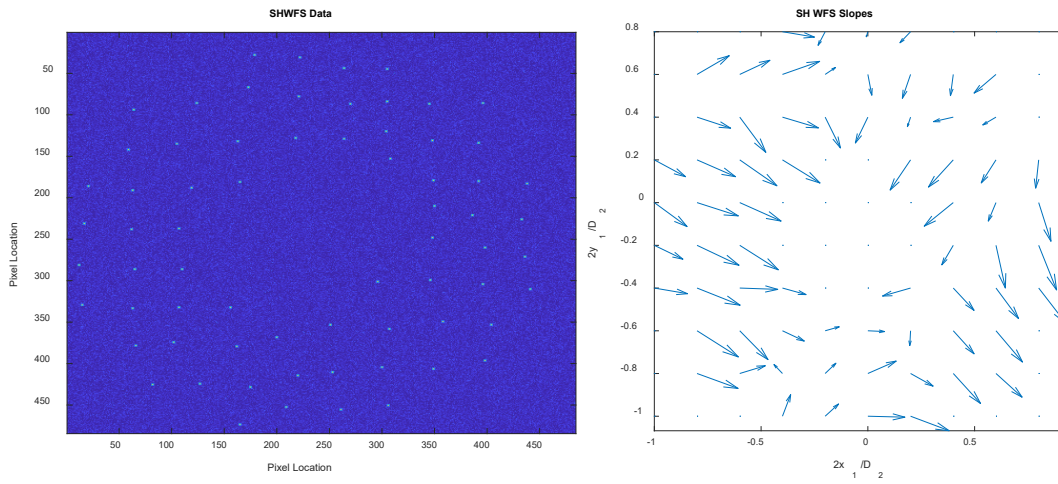 SHWFS Data
50
100
150
200
250
300
350
400
450
Pixel Location
50 100 150 200 250 300 350 400 450
Pixel Location
SH WFS Slopes
0.8
0.6
0.4
0.2
0
-0.2
-0.4
-0.6
-0.8
-1
2y 1 /D 2
-1 -0.5 0 0.5
2x 1 /D 2